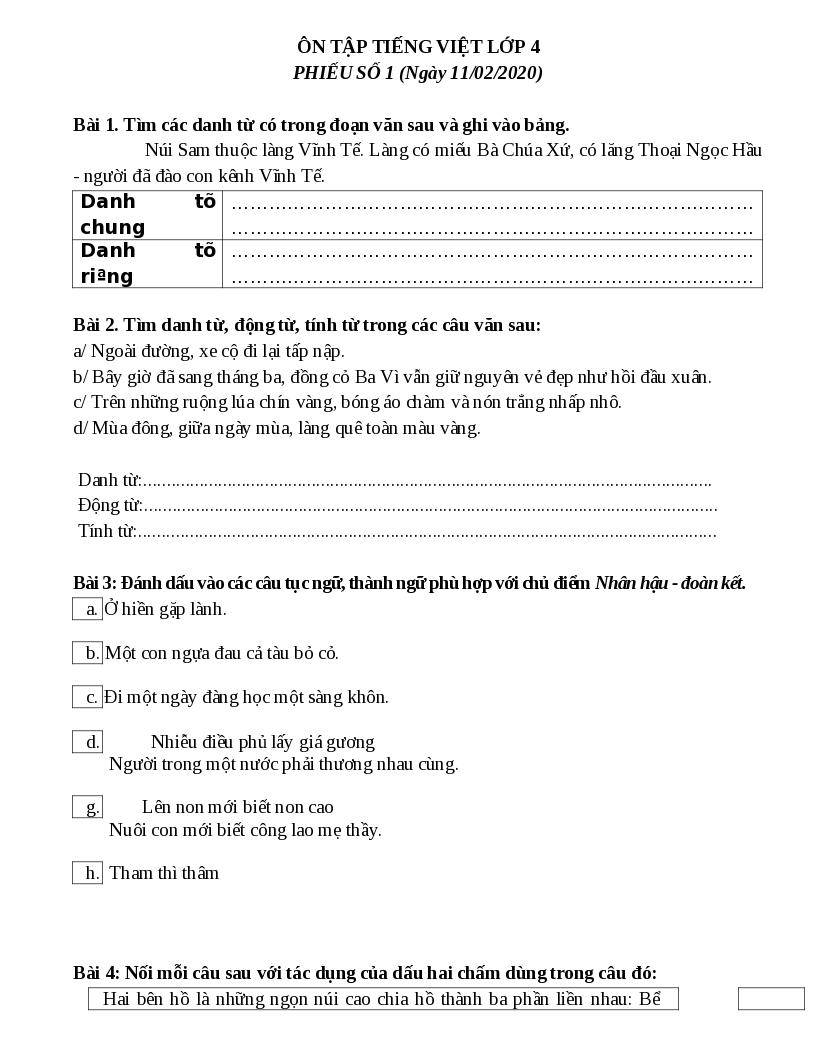 ÔN TẬP TIẾNG VIỆT LỚP 4
PHIẾU SỐ 1 (Ngày 11/02/2020)
Bài 1. Tìm các danh từ có trong đoạn văn sau và ghi vào bảng.
Núi Sam thuộc làng Vĩnh Tế. Làng có miếu Bà Chúa Xứ, có lăng Thoại Ngọc Hầu
- người đã đào con kênh Vĩnh Tế.
Danh tõ
chung
……………………………………………………………………………
……………………………………………………………………………
Danh tõ
riªng
……………………………………………………………………………
……………………………………………………………………………
Bài 2. Tìm danh từ, động từ, tính từ trong các câu văn sau:
a/ Ngoài đường, xe cộ đi lại tấp nập.
b/ Bây giờ đã sang tháng ba, đồng cỏ Ba Vì vẫn giữ nguyên vẻ đẹp như hồi đầu xuân.
c/ Trên những ruộng lúa chín vàng, bóng áo chàm và nón trắng nhấp nhô.
d/ Mùa đông, giữa ngày mùa, làng quê toàn màu vàng.
Danh từ:.........................................................................................................................
Động từ:..........................................................................................................................
Tính từ:...........................................................................................................................
Bài 3: Đánh dấu vào các câu tục ngữ, thành ngữ phù hợp với chủ điểm Nhân hậu - đoàn kết.
a. Ở hiền gặp lành.
b. Một con ngựa đau cả tàu bỏ cỏ.
c. Đi một ngày đàng học một sàng khôn.
d. Nhiễu điều phủ lấy giá gương
Người trong một nước phải thương nhau cùng.
g. Lên non mới biết non cao
Nuôi con mới biết công lao mẹ thầy.
h. Tham thì thâm
Bài 4: Nối mỗi câu sau với tác dụng của dấu hai chấm dùng trong câu đó:
Hai bên hồ là những ngọn núi cao chia hồ thành ba phần liền nhau: Bể